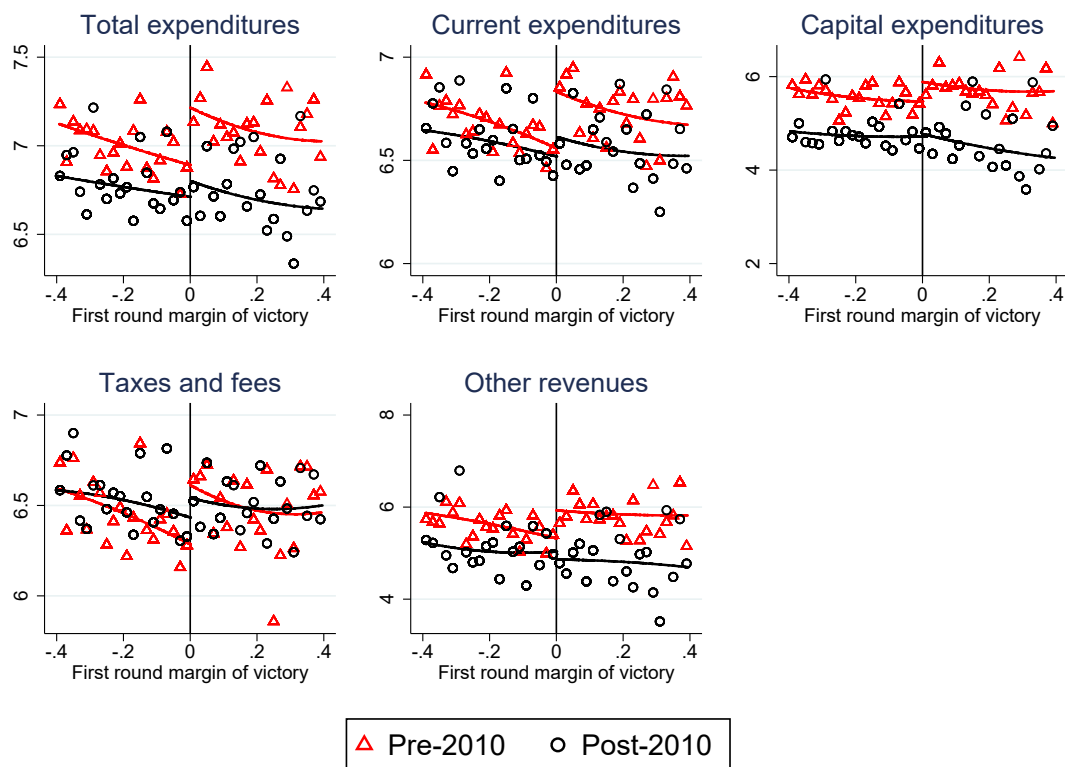 Total expenditures
7.5
7
6.5
-.4 -.2 0 .2 .4
First round margin of victory
Current expenditures
7
6.5
6
-.4 -.2 0 .2 .4
First round margin of victory
Capital expenditures
6
4
2
-.4 -.2 0 .2 .4
First round margin of victory
Taxes and fees
7
6.5
6
-.4 -.2 0 .2 .4
First round margin of victory
Other revenues
8
6
4
-.4 -.2 0 .2 .4
First round margin of victory
Pre-2010 Post-2010